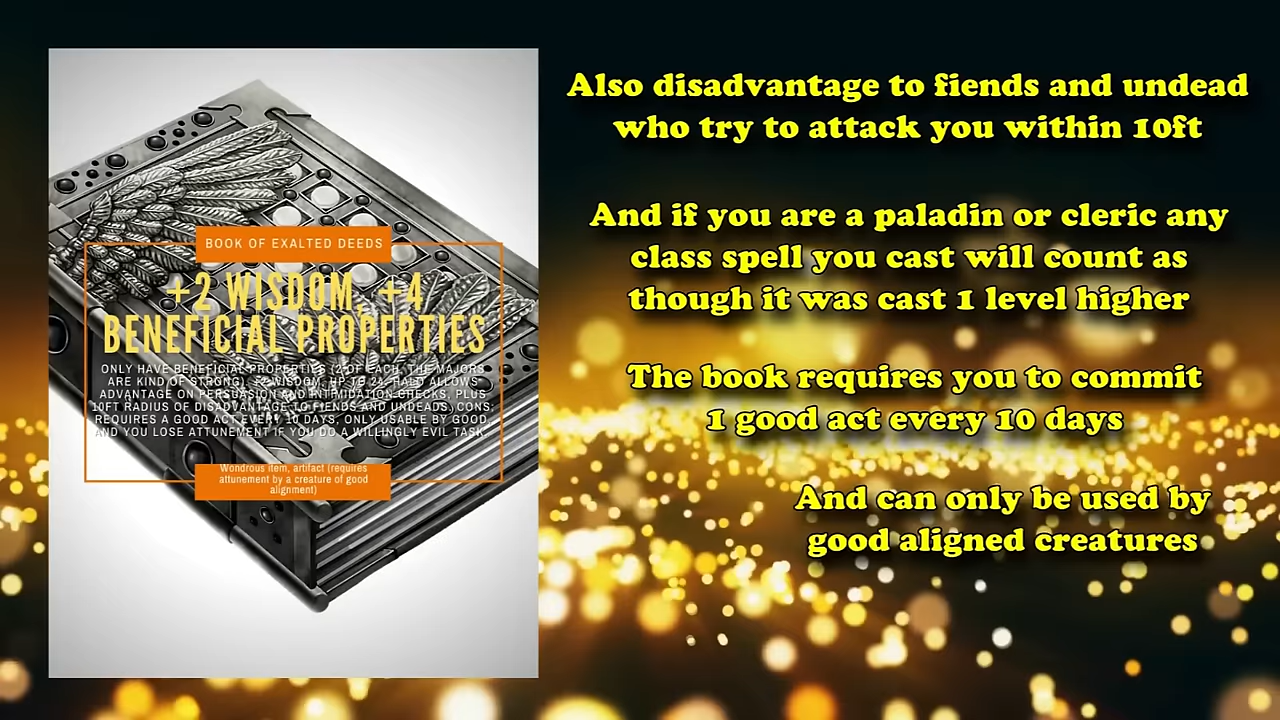 BOOK OF EXALTED DEEDS
+2 WISDOM, +4
BENEFICIAL PROPERTIES
ONLY HAVE BENEFICIAL PROPERTIES (2 OF EACH, THE MAJORS
ARE KIND OF STRONG), +2 WISDOM, UP TO 24. HALO ALLOWS
ADVANTAGE ON PERSUASION AND INTIMIDATION CHECKS, PLUS
10FT RADIUS OF DISADVANTAGE TO FIENDS AND UNDEADS. CONS;
REQUIRES A GOOD ACT EVERY 10 DAYS, ONLY USABLE BY GOOD,
AND YOU LOSE ATTUNEMENT IF YOU DO A WILLINGLY EVIL TASK.
Wondrous item, artifact (requires
attunement by a creature of good
alignment)
Also disadvantage to fiends and undead
who try to attack you within 10ft
And if you are a paladin or cleric any
class spell you cast will count as
though it was cast 1 level higher
The book requires you to commit
1 good act every 10 days
And can only be used by
good aligned creatures